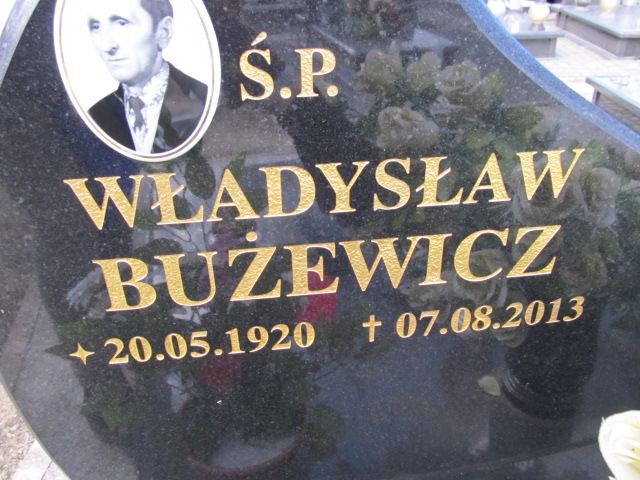 Ś.P.
WŁADYSŁAW
BUŻEWICZ
✦ 20.05.1920 † 07.08.2013